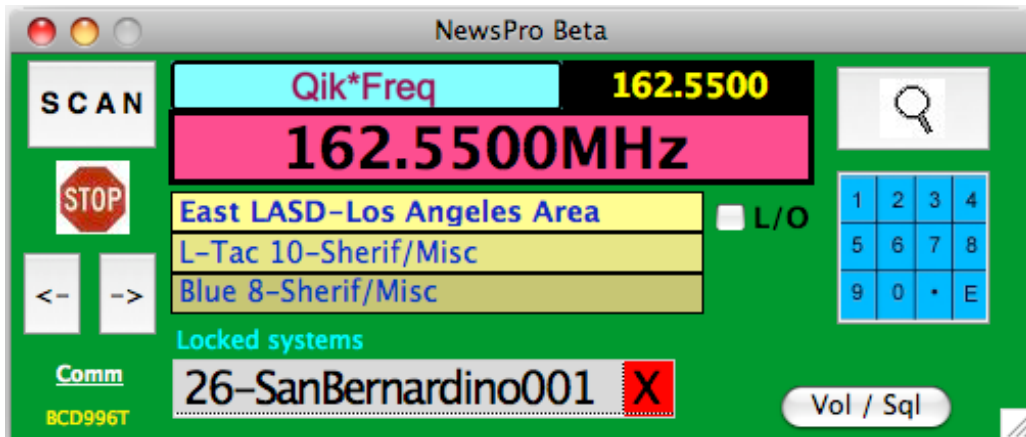 NewsPro Beta
SCAN
Qik*Freq
162.5500
162.5500MHz
STOP
East LASD-Los Angeles Area
L/O
L-Tac 10-Sherif/Misc
Blue 8-Sherif/Misc
<- ->
1 2 3 4
5 6 7 8
9 0 · E
Locked systems
26-SanBernardino001 X
Comm
BCD996T
Vol / Sql